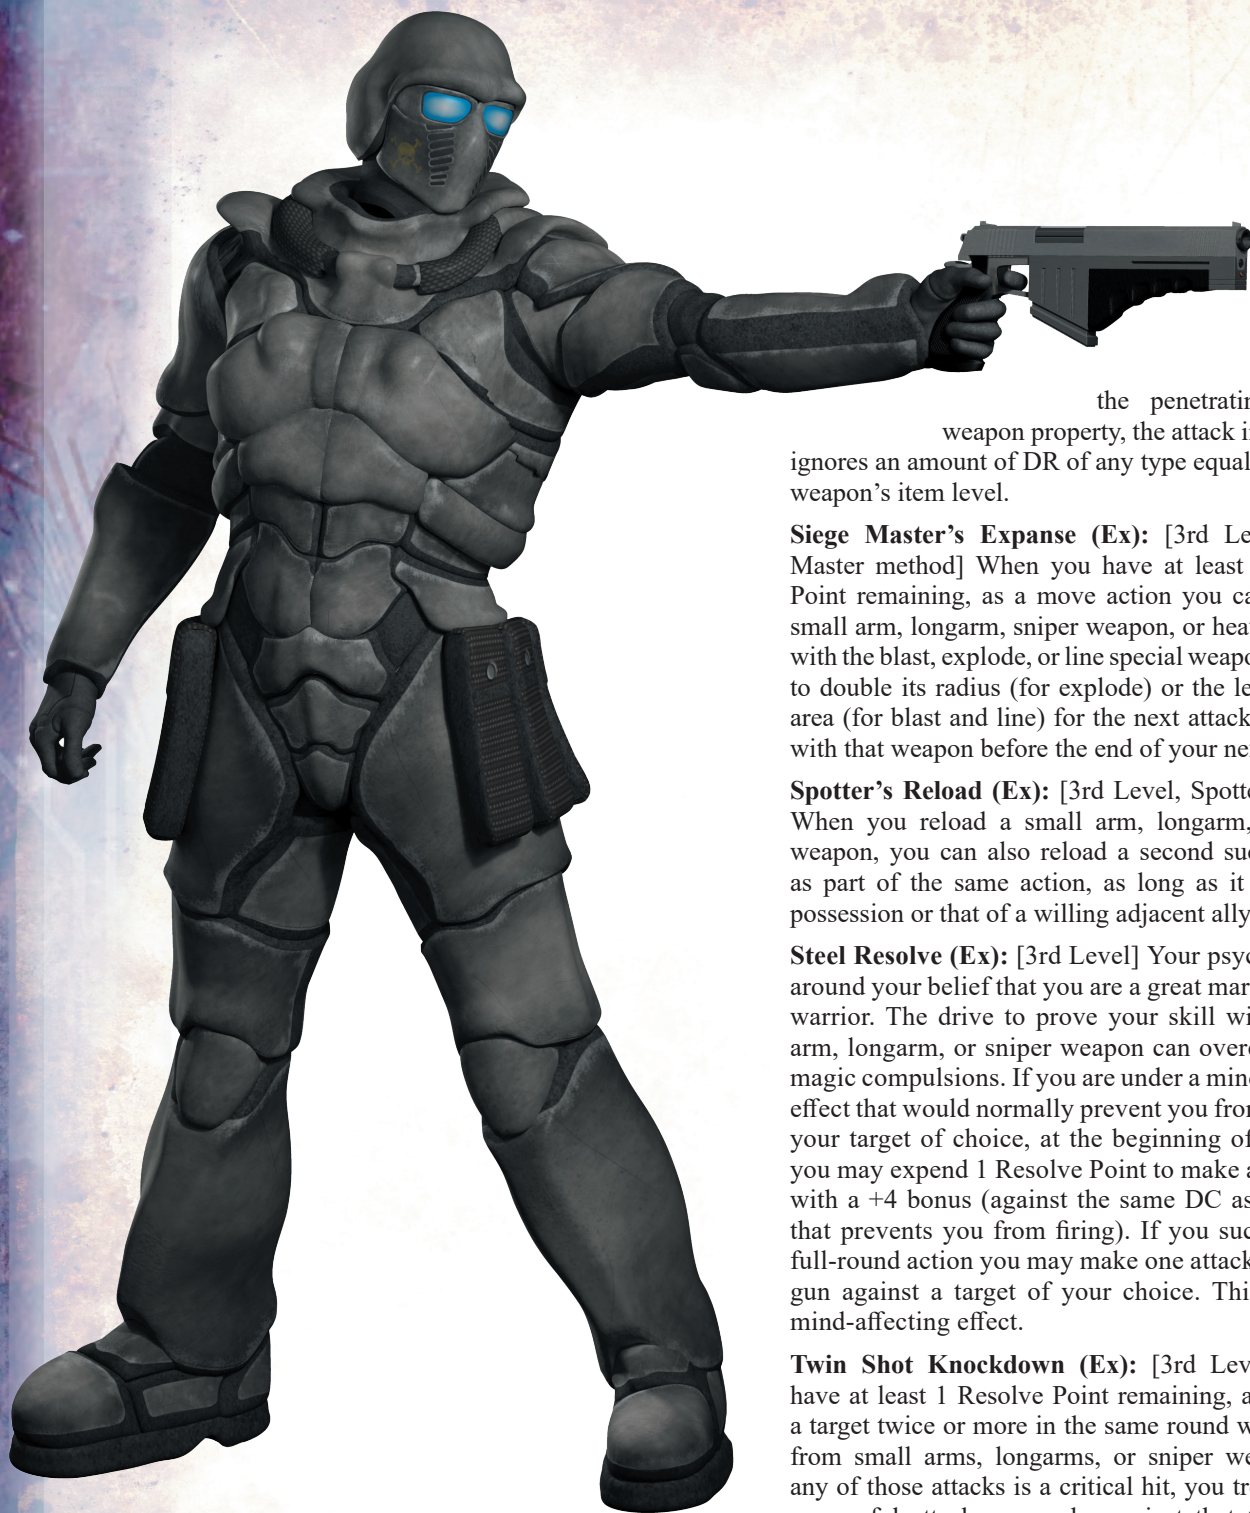 the penetratin
weapon property, the attack i
ignores an amount of DR of any type equal
weapon's item level.
Siege Master's Expanse (Ex): [3rd Le
Master method] When you have at least
Point remaining, as a move action you ca
small arm, longarm, sniper weapon, or hea
with the blast, explode, or line special weapo
to double its radius (for explode) or the le
area (for blast and line) for the next attack
with that weapon before the end of your ne
Spotter's Reload (Ex): [3rd Level, Spotte
When you reload a small arm, longarm,
weapon, you can also reload a second suc
as part of the same action, as long as it
possession or that of a willing adjacent ally
Steel Resolve (Ex): [3rd Level] Your psyc
around your belief that you are a great mar
warrior. The drive to prove your skill wi
arm, longarm, or sniper weapon can over
magic compulsions. If you are under a mind
effect that would normally prevent you from
your target of choice, at the beginning of
you may expend 1 Resolve Point to make a
with a +4 bonus (against the same DC as
that prevents you from firing). If you suc
full-round action you may make one attack
gun against a target of your choice. This
mind-affecting effect.
Twin Shot Knockdown (Ex): [3rd Lev
have at least 1 Resolve Point remaining, a
a target twice or more in the same round w
from small arms, longarms, or sniper we
any of those attacks is a critical hit, you tr